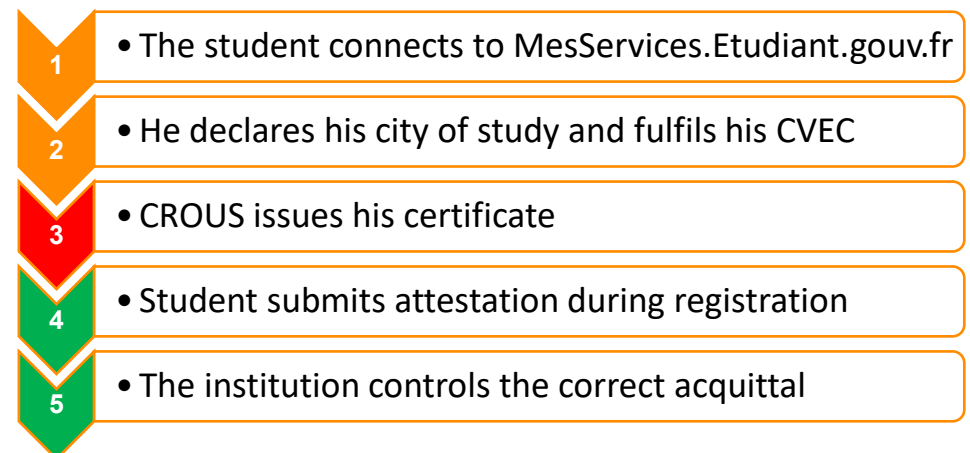 1
• The student connects to MesServices.Etudiant.gouv.fr
2
• He declares his city of study and fulfils his CVEC
3
• CROUS issues his certificate
4
• Student submits attestation during registration
5
• The institution controls the correct acquittal